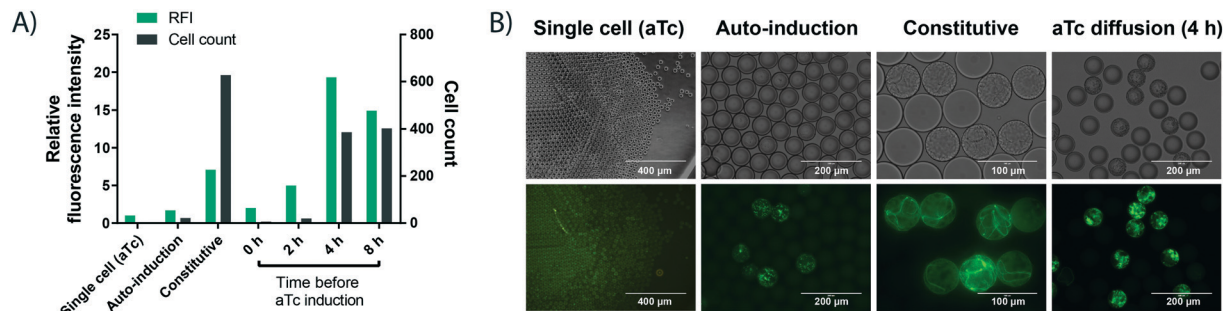 A)
RFI
Cell count
Relative
fluorescence intensity
25
20
15
10
5
0
800
600
400
200
0
Cell count
Single cell (aTc)
Auto-induction
Constitutive
0 h
2 h
4 h
8 h
Time before
aTc induction
B)
Single cell (aTc)
Auto-induction
Constitutive
aTc diffusion (4 h)
400 µm
200 µm
100 µm
200 µm
400 µm
200 µm
100 µm
200 µm